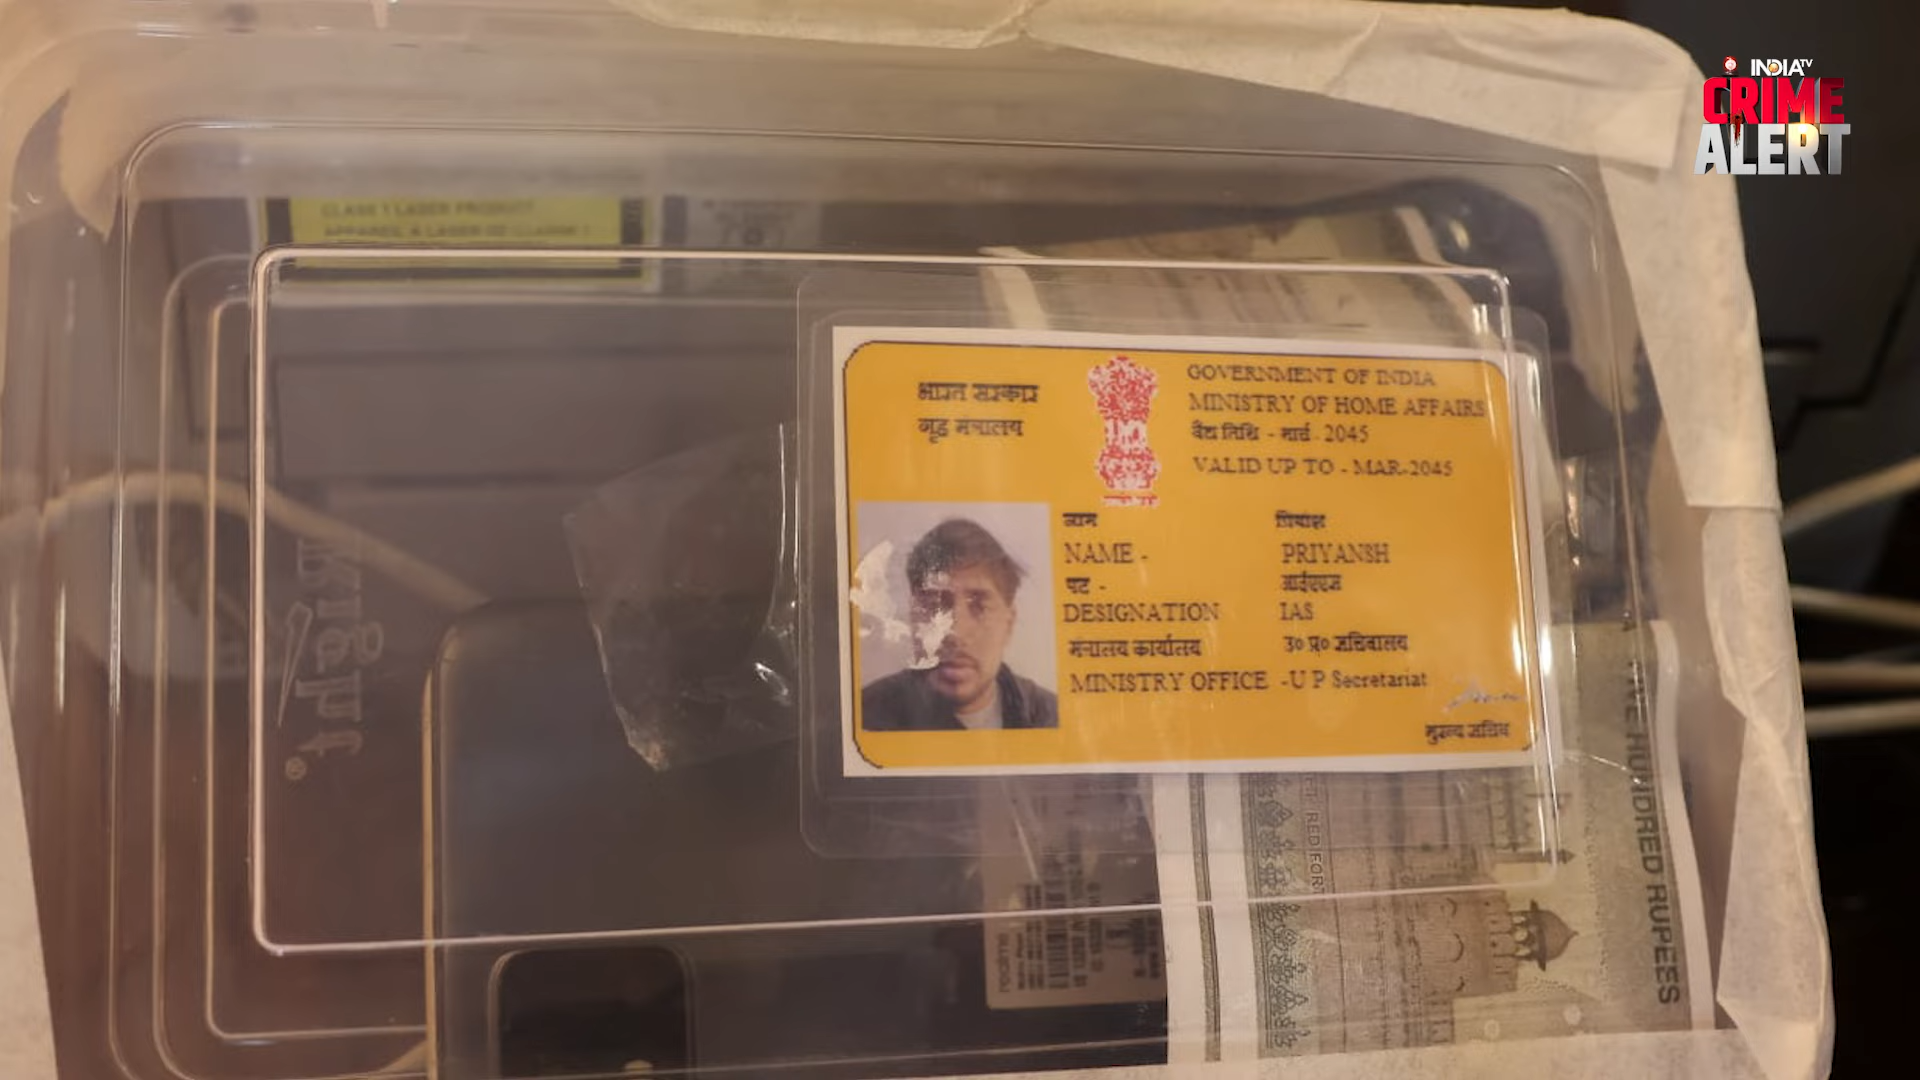 INDIA TV
CRIME
ALERT
CLASS 1 LASER PRODUCT
भारत सरकार
गृह मंत्रालय
GOVERNMENT OF INDIA
MINISTRY OF HOME AFFAIRS
वैध तिथि - मार्च - 2045
VALID UP TO - MAR-2045
नाम
NAME -
PRIYANSH
पद -
DESIGNATION
IAS
मंत्रालय कार्यालय
उ० प्र० सचिवालय
MINISTRY OFFICE -U P Secretariat
मुख्य सचिव
realme
RED FORT
FIVE HUNDRED RUPEES